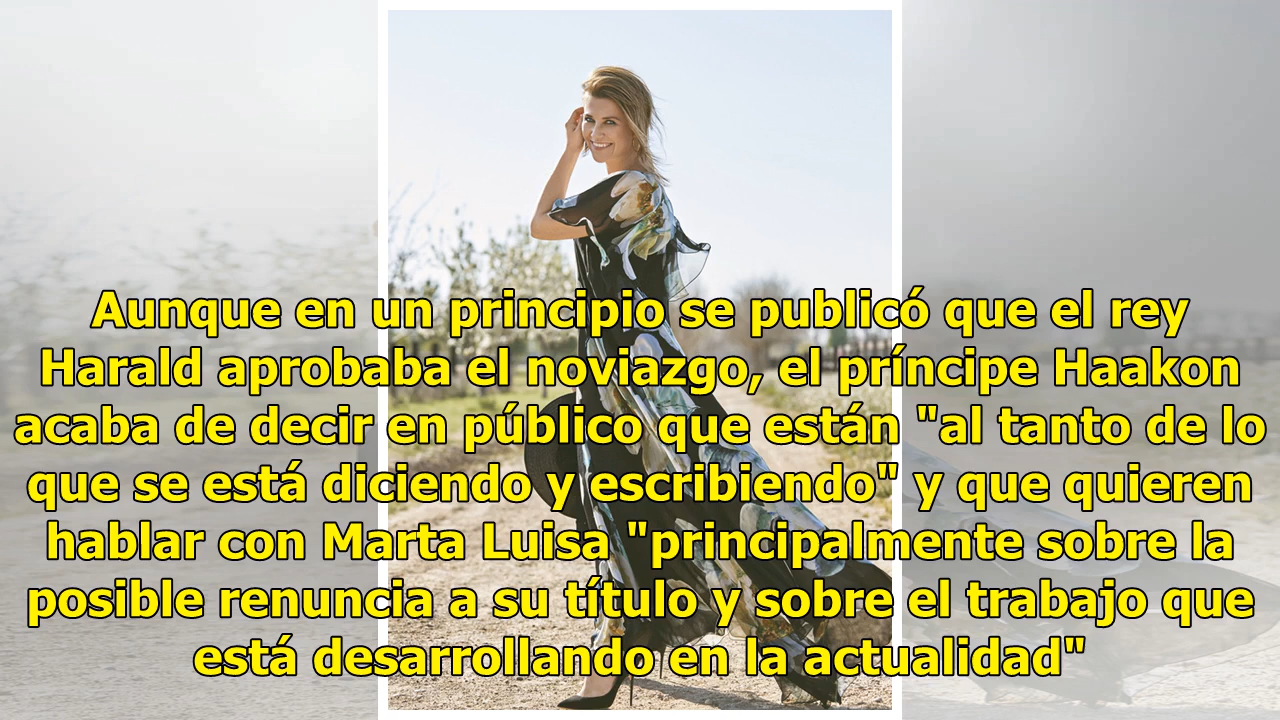 Aunque en un principio se publicó que el rey
Harald aprobaba el noviazgo, el príncipe Haakon
acaba de decir en público que están "al tanto de lo
que se está diciendo y escribiendo" y que quieren
hablar con Marta Luisa "principalmente sobre la
posible renuncia a su título y sobre el trabajo que
está desarrollando en la actualidad"